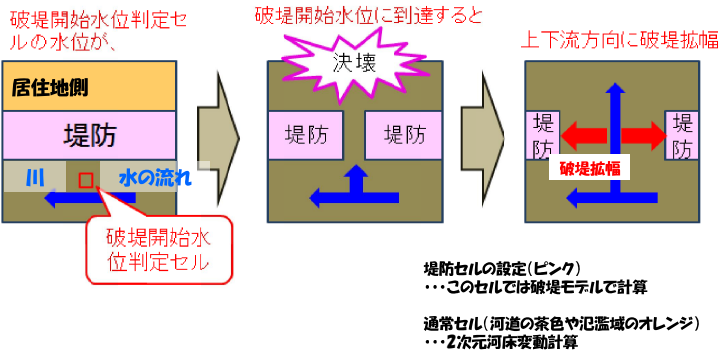 破堤開始水位判定セ
ルの水位が、
居住地側
堤防
川
水の流れ
破堤開始水
位判定セル
破堤開始水位に到達すると
決壊
堤防
堤防
上下流方向に破堤拡幅
堤
防
堤
防
破堤拡幅
堤防セルの設定(ピンク)
・・・このセルでは破堤モデルで計算
通常セル(河道の茶色や氾濫域のオレンジ)
・・・2次元河床変動計算